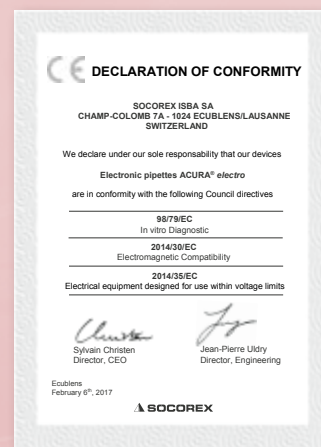 CE DECLARATION OF CONFORMITY
SOCOREX ISBA SA
CHAMP-COLOMB 7A - 1024 ECUBLENS/LAUSANNE
SWITZERLAND
We declare under our sole responsability that our devices
Electronic pipettes ACURA® electro
are in conformity with the following Council directives
98/79/EC
In vitro Diagnostic
2014/30/EC
Electromagnetic Compatibility
2014/35/EC
Electrical equipment designed for use within voltage limits
Sylvain Christen
Director, CEO
Jean-Pierre Uldry
Director, Engineering
Ecublens
February 6th, 2017
SOCOREX